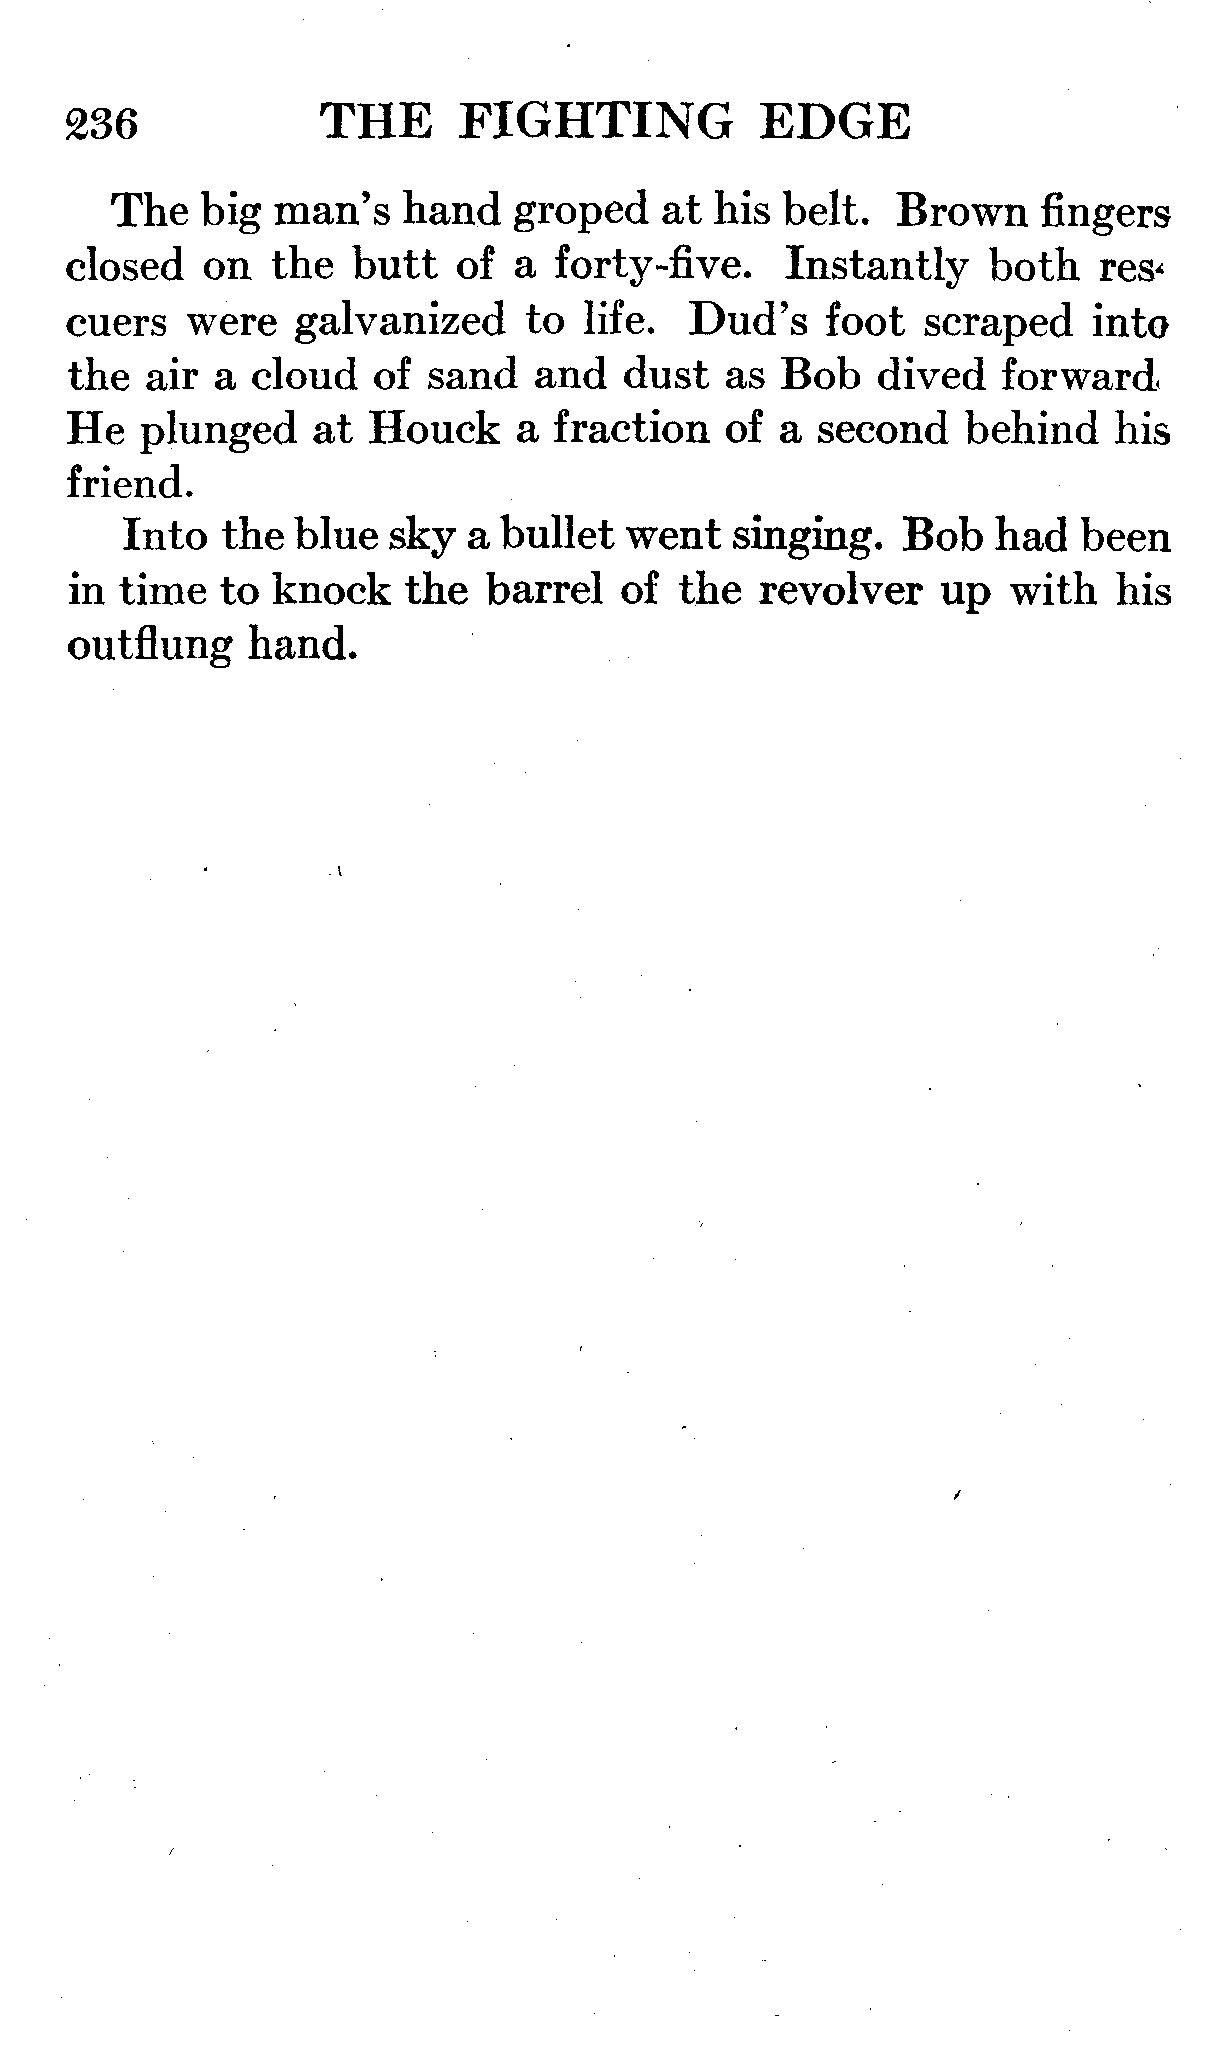 236 THE FIGHTING EDGE
The big man's hand groped at his belt. Brown fingers
closed on the butt of a forty-five. Instantly both res-
cuers were galvanized to life. Dud's foot scraped into
the air a cloud of sand and dust as Bob dived forward.
He plunged at Houck a fraction of a second behind his
friend.
Into the blue sky a bullet went singing. Bob had been
in time to knock the barrel of the revolver up with his
outflung hand.